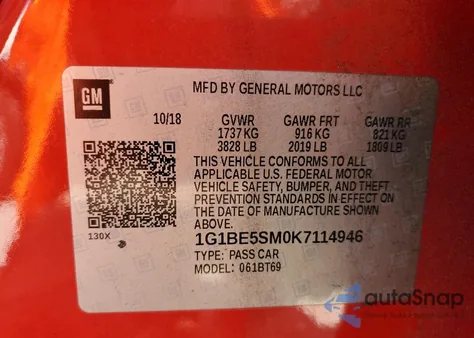 GM
MFD BY GENERAL MOTORS LLC
10/18 GVWR GAWR FRT GAWR RR
1737 KG 916 KG 821 KG
3828 LB 2019 LB 1809 LB
THIS VEHICLE CONFORMS TO ALL
APPLICABLE U.S. FEDERAL MOTOR
VEHICLE SAFETY, BUMPER, AND THEFT
PREVENTION STANDARDS IN EFFECT ON
THE DATE OF MANUFACTURE SHOWN
ABOVE.
130X
1G1BE5SM0K7114946
TYPE: PASS CAR
MODEL: 061BT69
autoSnap